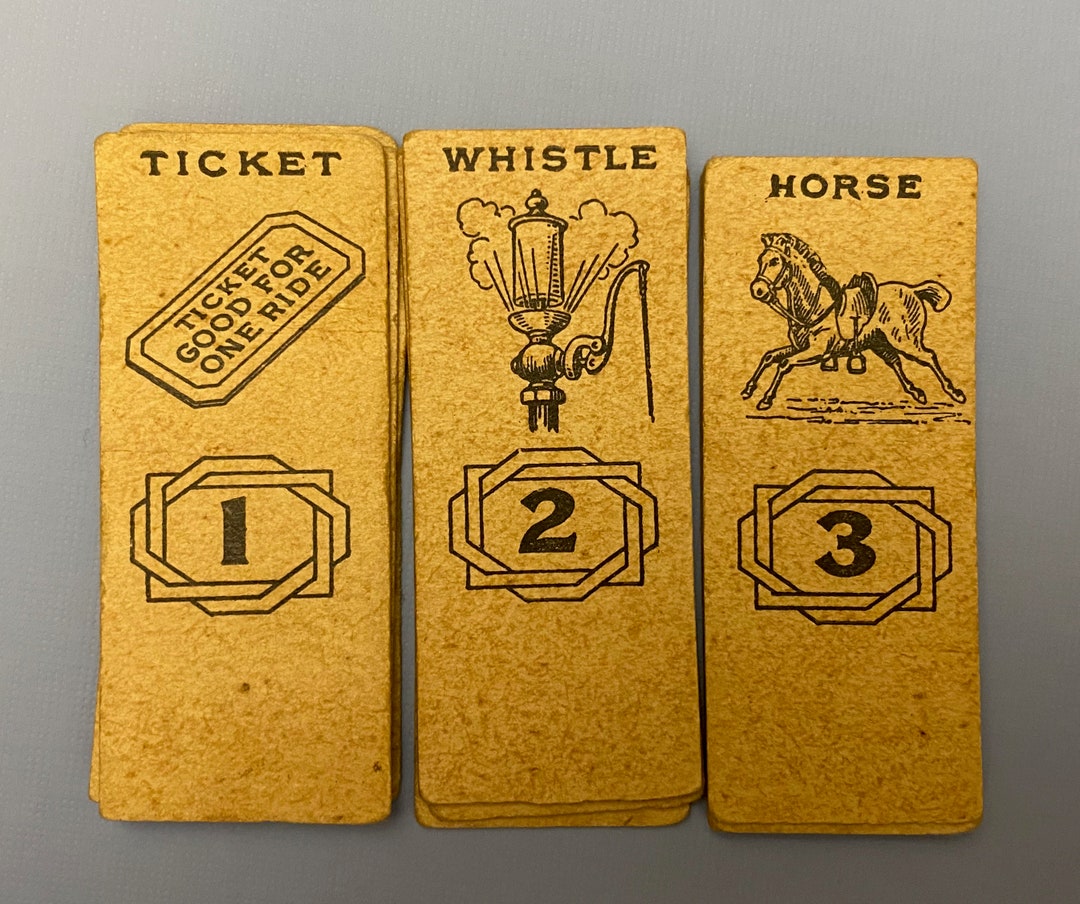 TICKET
TICKET
GOOD FOR
ONE RIDE
1
WHISTLE
2
HORSE
3